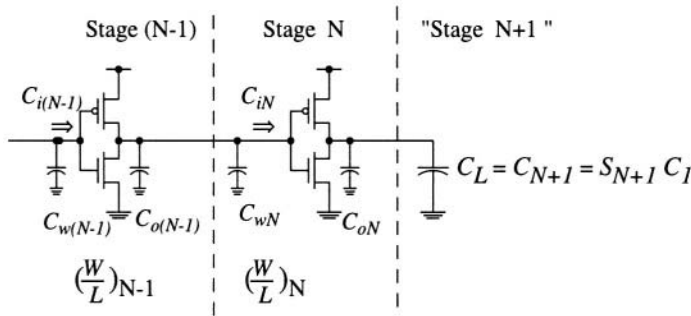 Stage (N-1)
Stage N
"Stage N+1 "
C_{i(N-1)}
C_{iN}
C_L = C_{N+1} = S_{N+1} C_1
C_{w(N-1)}
C_{o(N-1)}
C_{wN}
C_{oN}
(W/L)_{N-1}
(W/L)_N